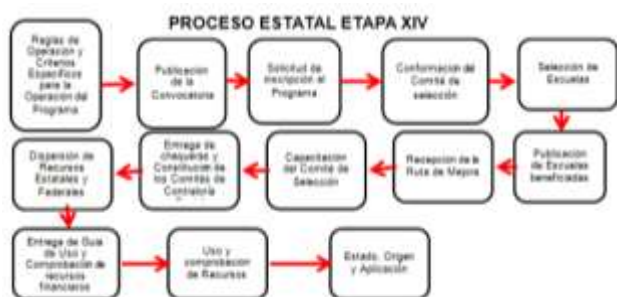 PROCESO ESTATAL ETAPA XIV
Reglas de
Operación y
Criterios
Específicos
para la
Operación del
Programa
Publicación
de la
Convocatoria
Solicitud de
Inscripción al
Programa
Conformación del
Comité de
selección
Selección de
Escuelas
Publicación
de Escuelas
beneficiadas
Recepción de la
Ruta de Mejora
Capacitación
del Comité de
Selección
Entrega de
chequeras y
Constitución de
los Comités de
Contraloría
Dispersión de
Recursos
Estatales y
Federales
Entrega de Guía
de Uso y
Comprobación de
recursos
financieros
Uso y
comprobación
de Recursos
Estado, Origen
y Aplicación